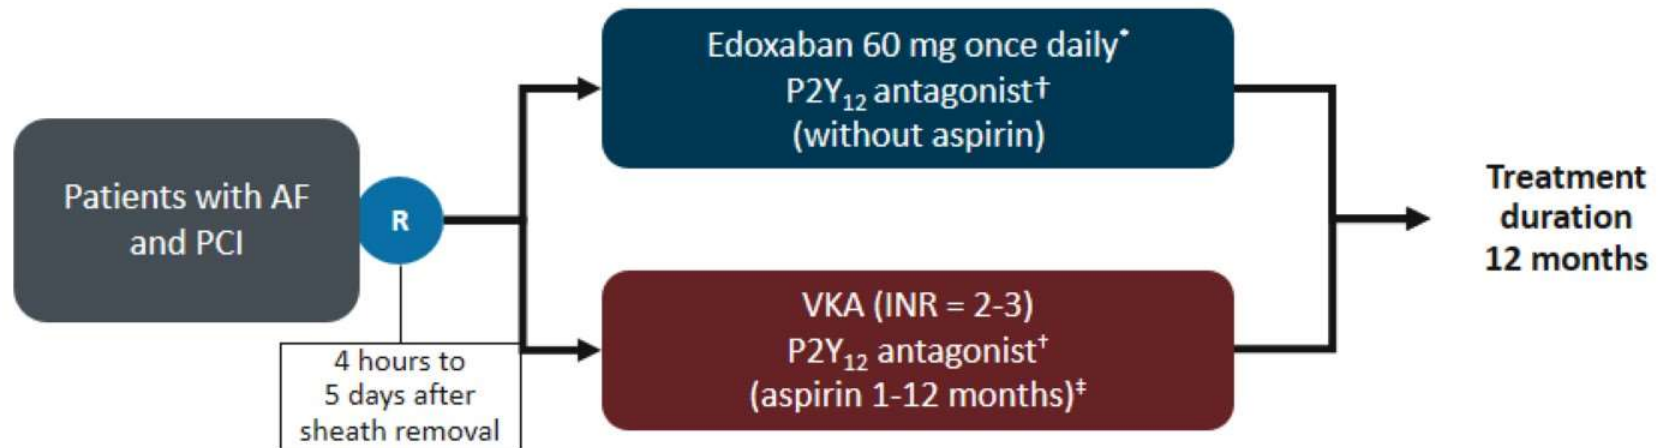 Patients with AF
and PCI
R
4 hours to
5 days after
sheath removal
Edoxaban 60 mg once daily*
P2Y₁₂ antagonist†
(without aspirin)
VKA (INR = 2-3)
P2Y₁₂ antagonist†
(aspirin 1-12 months)‡
Treatment
duration
12 months